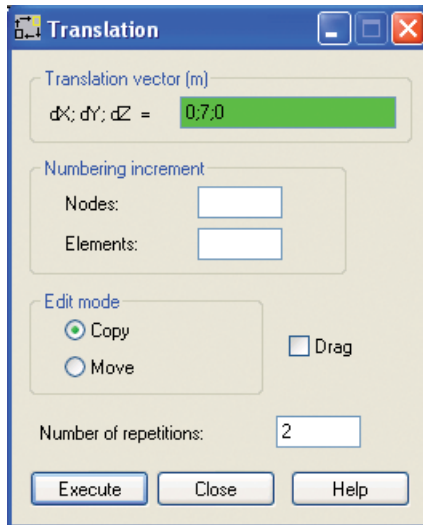 Translation
Translation vector (m)
dX; dY; dZ = 0;7;0
Numbering increment
Nodes:
Elements:
Edit mode
Copy
Move
Drag
Number of repetitions: 2
Execute Close Help